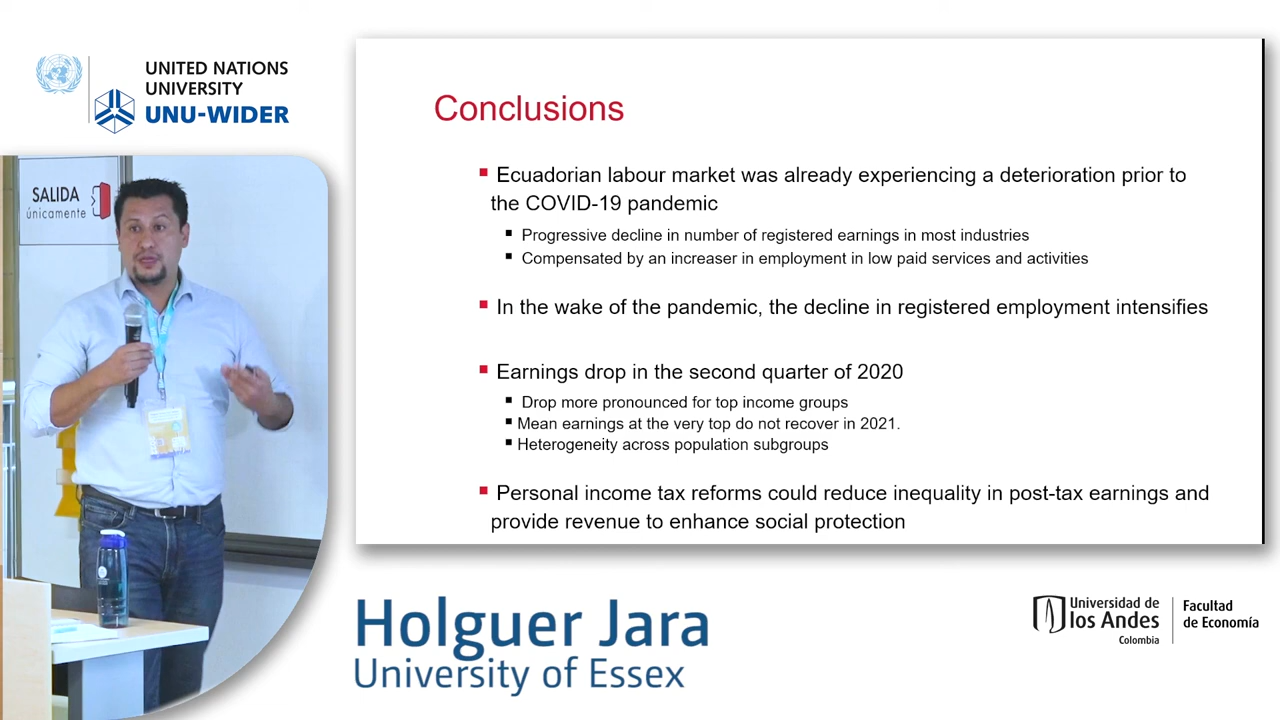 UNITED NATIONS
UNIVERSITY
UNU-WIDER
SALIDA
únicamente
Conclusions
Ecuadorian labour market was already experiencing a deterioration prior to
the COVID-19 pandemic
Progressive decline in number of registered earnings in most industries
Compensated by an increaser in employment in low paid services and activities
In the wake of the pandemic, the decline in registered employment intensifies
Earnings drop in the second quarter of 2020
Drop more pronounced for top income groups
Mean earnings at the very top do not recover in 2021.
Heterogeneity across population subgroups
Personal income tax reforms could reduce inequality in post-tax earnings and
provide revenue to enhance social protection
Holguer Jara
University of Essex
Universidad de
los Andes
Colombia
Facultad
de Economía